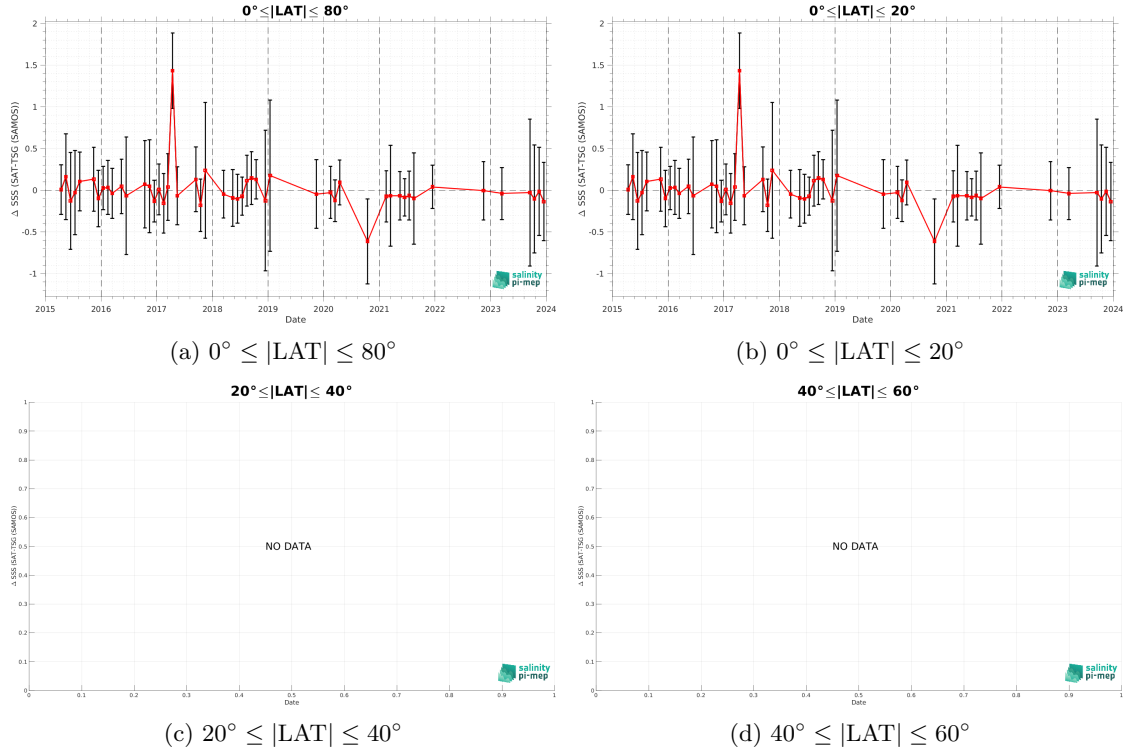 0°≤|LAT|≤ 80°
Δ SSS (SAT-TSG (SAMOS))
2
1.5
1
0.5
0
-0.5
-1
2015 2016 2017 2018 2019 2020 2021 2022 2023 2024
Date
salinity
pi-mep
(a) 0° ≤ |LAT| ≤ 80°
0°≤|LAT|≤ 20°
Δ SSS (SAT-TSG (SAMOS))
2
1.5
1
0.5
0
-0.5
-1
2015 2016 2017 2018 2019 2020 2021 2022 2023 2024
Date
salinity
pi-mep
(b) 0° ≤ |LAT| ≤ 20°
20°≤|LAT|≤ 40°
Δ SSS (SAT-TSG (SAMOS))
1
0.9
0.8
0.7
0.6
0.5
0.4
0.3
0.2
0.1
0
NO DATA
0 0.1 0.2 0.3 0.4 0.5 0.6 0.7 0.8 0.9 1
Date
salinity
pi-mep
(c) 20° ≤ |LAT| ≤ 40°
40°≤|LAT|≤ 60°
Δ SSS (SAT-TSG (SAMOS))
1
0.9
0.8
0.7
0.6
0.5
0.4
0.3
0.2
0.1
0
NO DATA
0 0.1 0.2 0.3 0.4 0.5 0.6 0.7 0.8 0.9 1
Date
salinity
pi-mep
(d) 40° ≤ |LAT| ≤ 60°